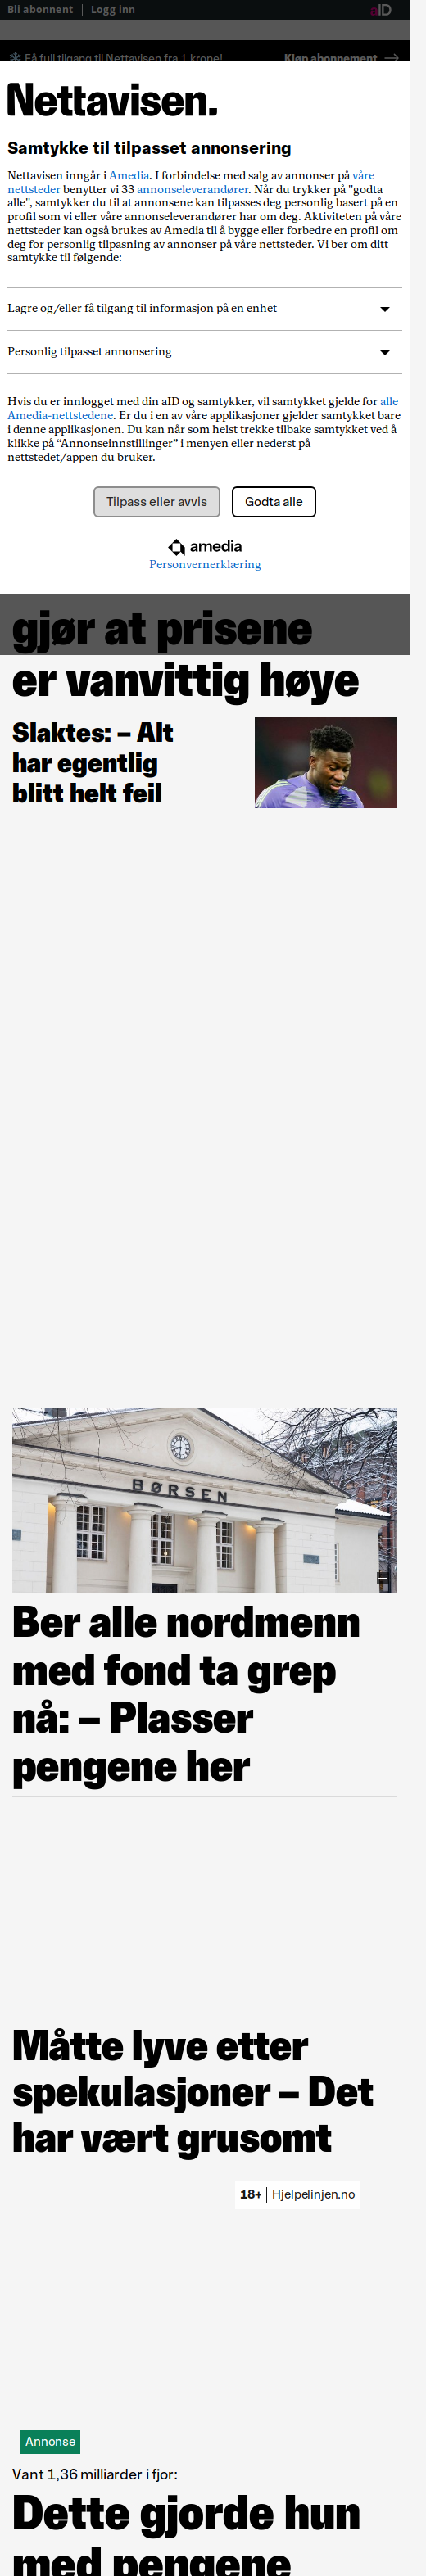 Bli abonnent | Logg inn aID
Få full tilgang til Nettavisen fra 1 krone! Kjøp abonnement →
Nettavisen.
Samtykke til tilpasset annonsering
Nettavisen inngår i Amedia. I forbindelse med salg av annonser på våre
nettsteder benytter vi 33 annonseleverandører. Når du trykker på "godta
alle", samtykker du til at annonsene kan tilpasses deg personlig basert på en
profil som vi eller våre annonseleverandører har om deg. Aktiviteten på våre
nettsteder kan også brukes av Amedia til å bygge eller forbedre en profil om
deg for personlig tilpasning av annonser på våre nettsteder. Vi ber om ditt
samtykke til følgende:
Lagre og/eller få tilgang til informasjon på en enhet
Personlig tilpasset annonsering
Hvis du er innlogget med din aID og samtykker, vil samtykket gjelde for alle
Amedia-nettstedene. Er du i en av våre applikasjoner gjelder samtykket bare
i denne applikasjonen. Du kan når som helst trekke tilbake samtykket ved å
klikke på “Annonseinnstillinger” i menyen eller nederst på
nettstedet/appen du bruker.
Tilpass eller avvis Godta alle
amedia
Personvernerklæring
gjør at prisene
er vanvittig høye
Slaktes: – Alt
har egentlig
blitt helt feil
BØRSEN
Ber alle nordmenn
med fond ta grep
nå: – Plasser
pengene her
Måtte lyve etter
spekulasjoner – Det
har vært grusomt
18+ | Hjelpelinjen.no
Annonse
Vant 1,36 milliarder i fjor:
Dette gjorde hun
med pengene